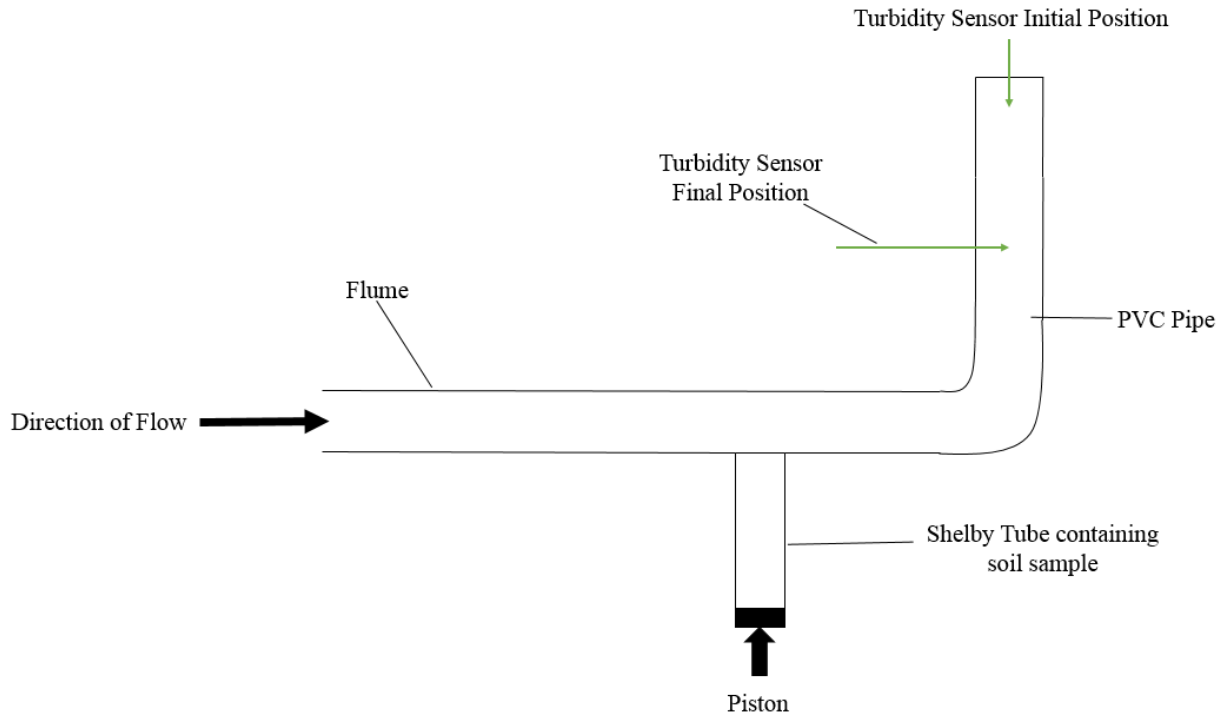 Turbidity Sensor Initial Position
Turbidity Sensor
Final Position
Flume
PVC Pipe
Direction of Flow
Shelby Tube containing
soil sample
Piston